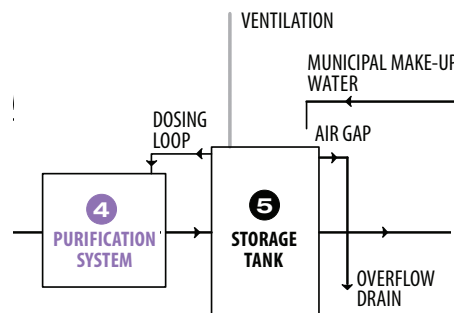 VENTILATION
MUNICIPAL MAKE-UP
WATER
DOSING
LOOP
AIR GAP
4
PURIFICATION
SYSTEM
5
STORAGE
TANK
OVERFLOW
DRAIN